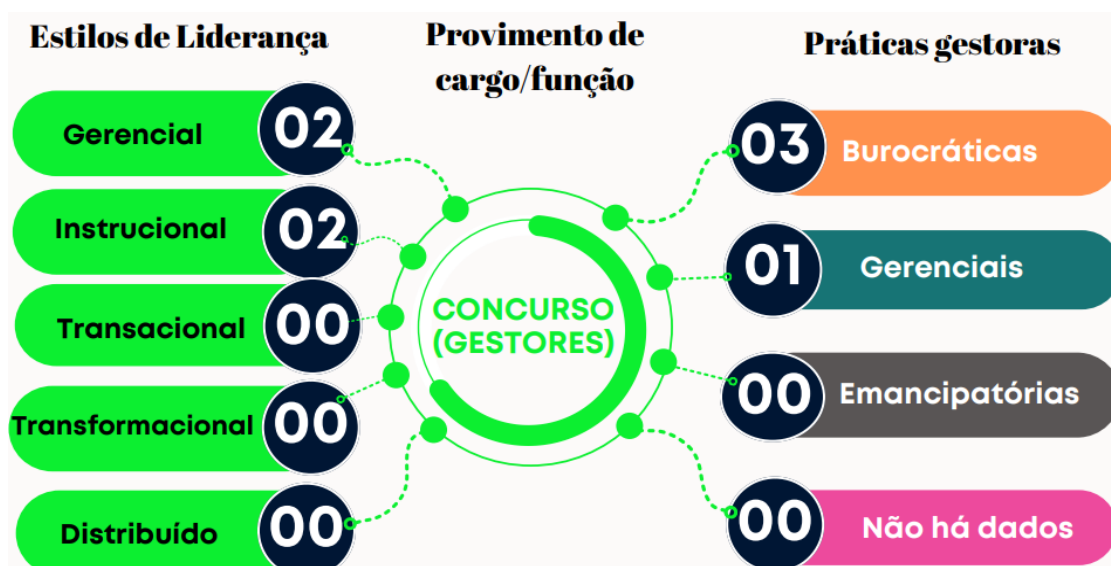 Estilos de Liderança
Gerencial 02
Instrucional 02
Transacional 00
Transformacional 00
Distribuído 00
Provimento de
cargo/função
CONCURSO
(GESTORES)
Práticas gestoras
03 Burocráticas
01 Gerenciais
00 Emancipatórias
00 Não há dados